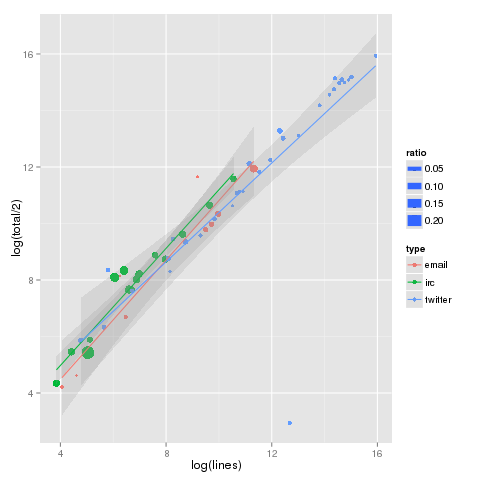 16
12
8
4
log(total/2)
4
8
12
16
log(lines)
ratio
0.05
0.10
0.15
0.20
type
email
irc
twitter